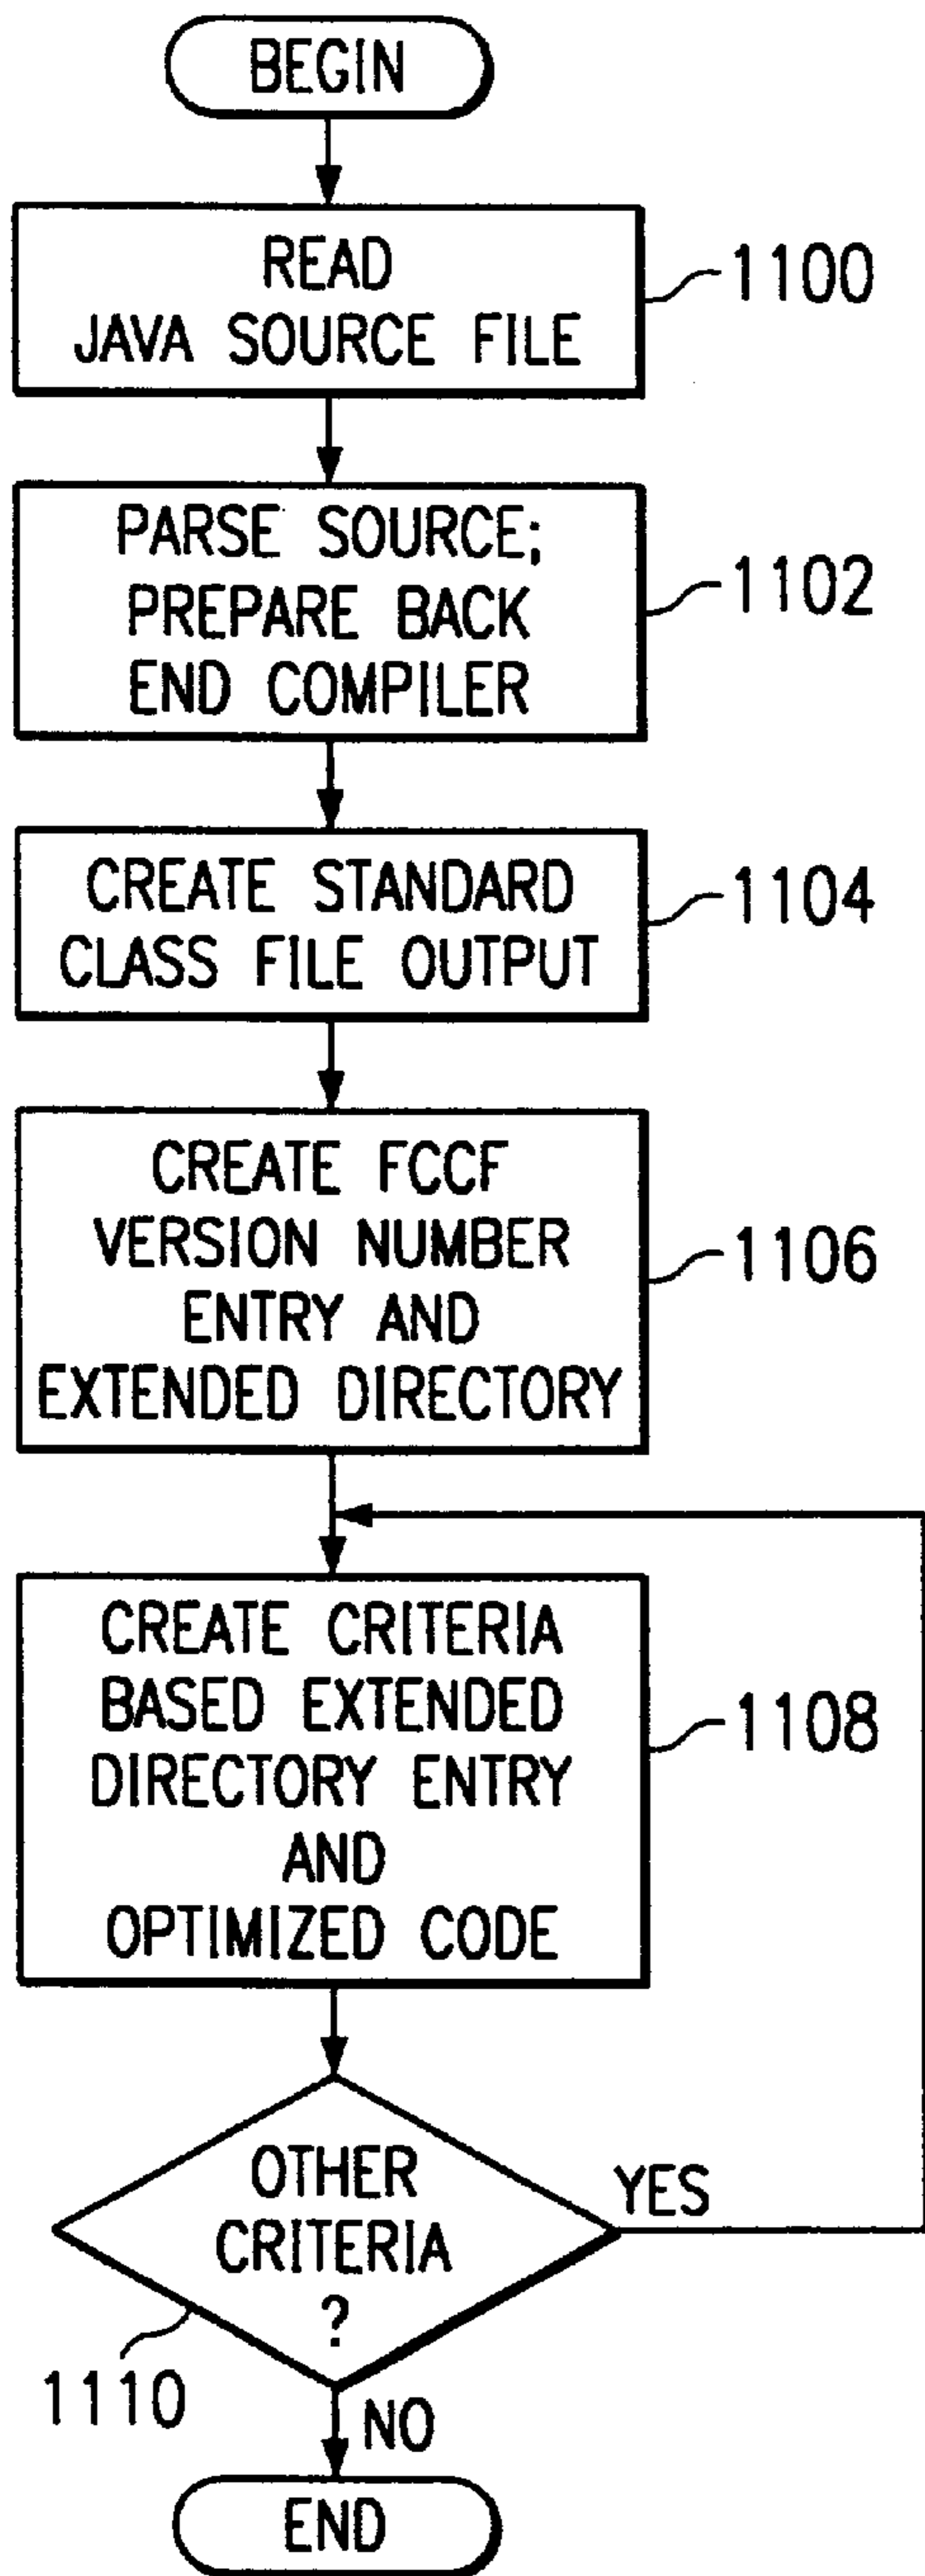 BEGIN
READ
JAVA SOURCE FILE
1100
PARSE SOURCE;
PREPARE BACK
END COMPILER
1102
CREATE STANDARD
CLASS FILE OUTPUT
1104
CREATE FCCF
VERSION NUMBER
ENTRY AND
EXTENDED DIRECTORY
1106
CREATE CRITERIA
BASED EXTENDED
DIRECTORY ENTRY
AND
OPTIMIZED CODE
1108
OTHER
CRITERIA
?
YES
1110
NO
END